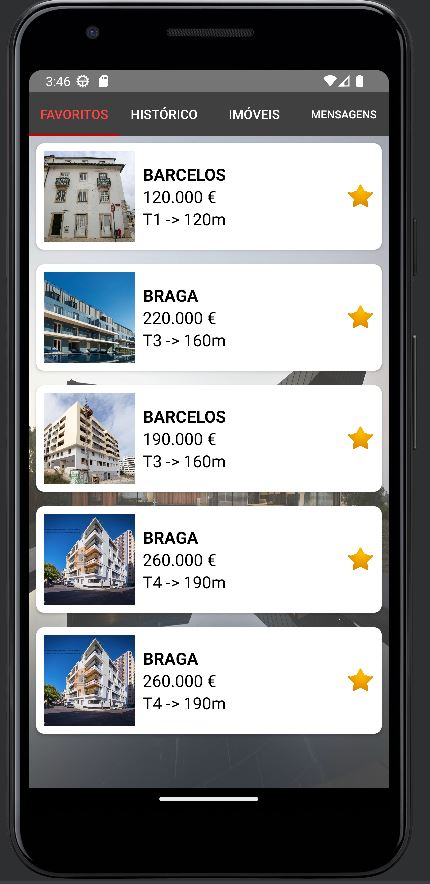 3:46
FAVORITOS HISTÓRICO IMÓVEIS MENSAGENS
BARCELOS
120.000 €
T1 -> 120m
BRAGA
220.000 €
T3 -> 160m
BARCELOS
190.000 €
T3 -> 160m
BRAGA
260.000 €
T4 -> 190m
BRAGA
260.000 €
T4 -> 190m